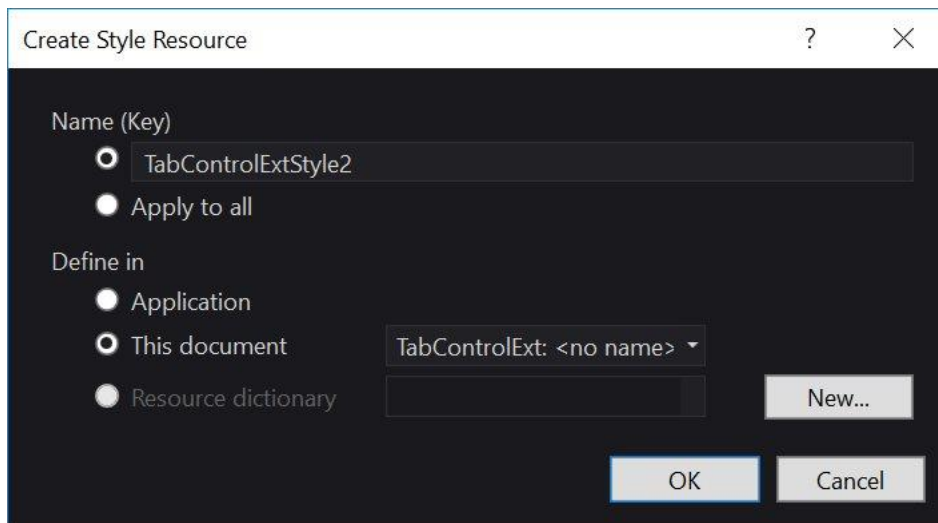 Create Style Resource ?
Name (Key)
TabControlExtStyle2
Apply to all
Define in
Application
This document TabControlExt: <no name>
Resource dictionary New...
OK Cancel